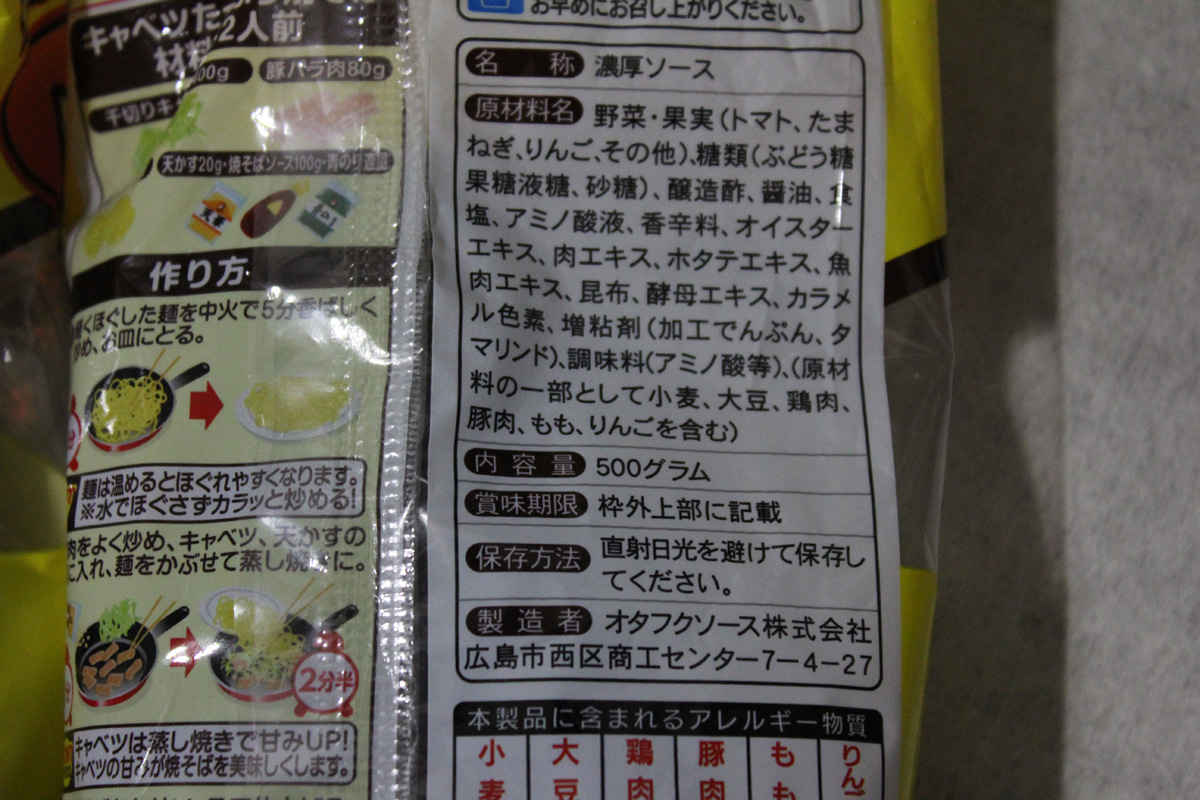 キャベツた
2人前
材料
00g
豚バラ肉80g
千切りキ
天かす20g・焼そばソース100g・青のり適量
作り方
軽くほぐした麺を中火で5分香ばしく
炒め、お皿にとる。
麺は温めるとほぐれやすくなります。
※水でほぐさずカラッと炒める!
肉をよく炒め、キャベツ、天かすの
に入れ、麺をかぶせて蒸し焼きに。
2分半
キャベツは蒸し焼きで甘みUP!
キャベツの甘みが焼そばを美味しくします。
お早めにお召し上がりください。
名称 濃厚ソース
原材料名 野菜・果実(トマト、たま
ねぎ、りんご、その他)、糖類(ぶどう糖
果糖液糖、砂糖)、醸造酢、醤油、食
塩、アミノ酸液、香辛料、オイスター
エキス、肉エキス、ホタテエキス、魚
肉エキス、昆布、酵母エキス、カラメ
ル色素、増粘剤(加工でんぷん、タ
マリンド)、調味料(アミノ酸等)、(原材
料の一部として小麦、大豆、鶏肉、
豚肉、もも、りんごを含む)
内容量 500グラム
賞味期限 枠外上部に記載
保存方法 直射日光を避けて保存し
てください。
製造者 オタフクソース株式会社
広島市西区商工センター7-4-27
本製品に含まれるアレルギー物質
小麦 大豆 鶏肉 豚肉 もも りんご